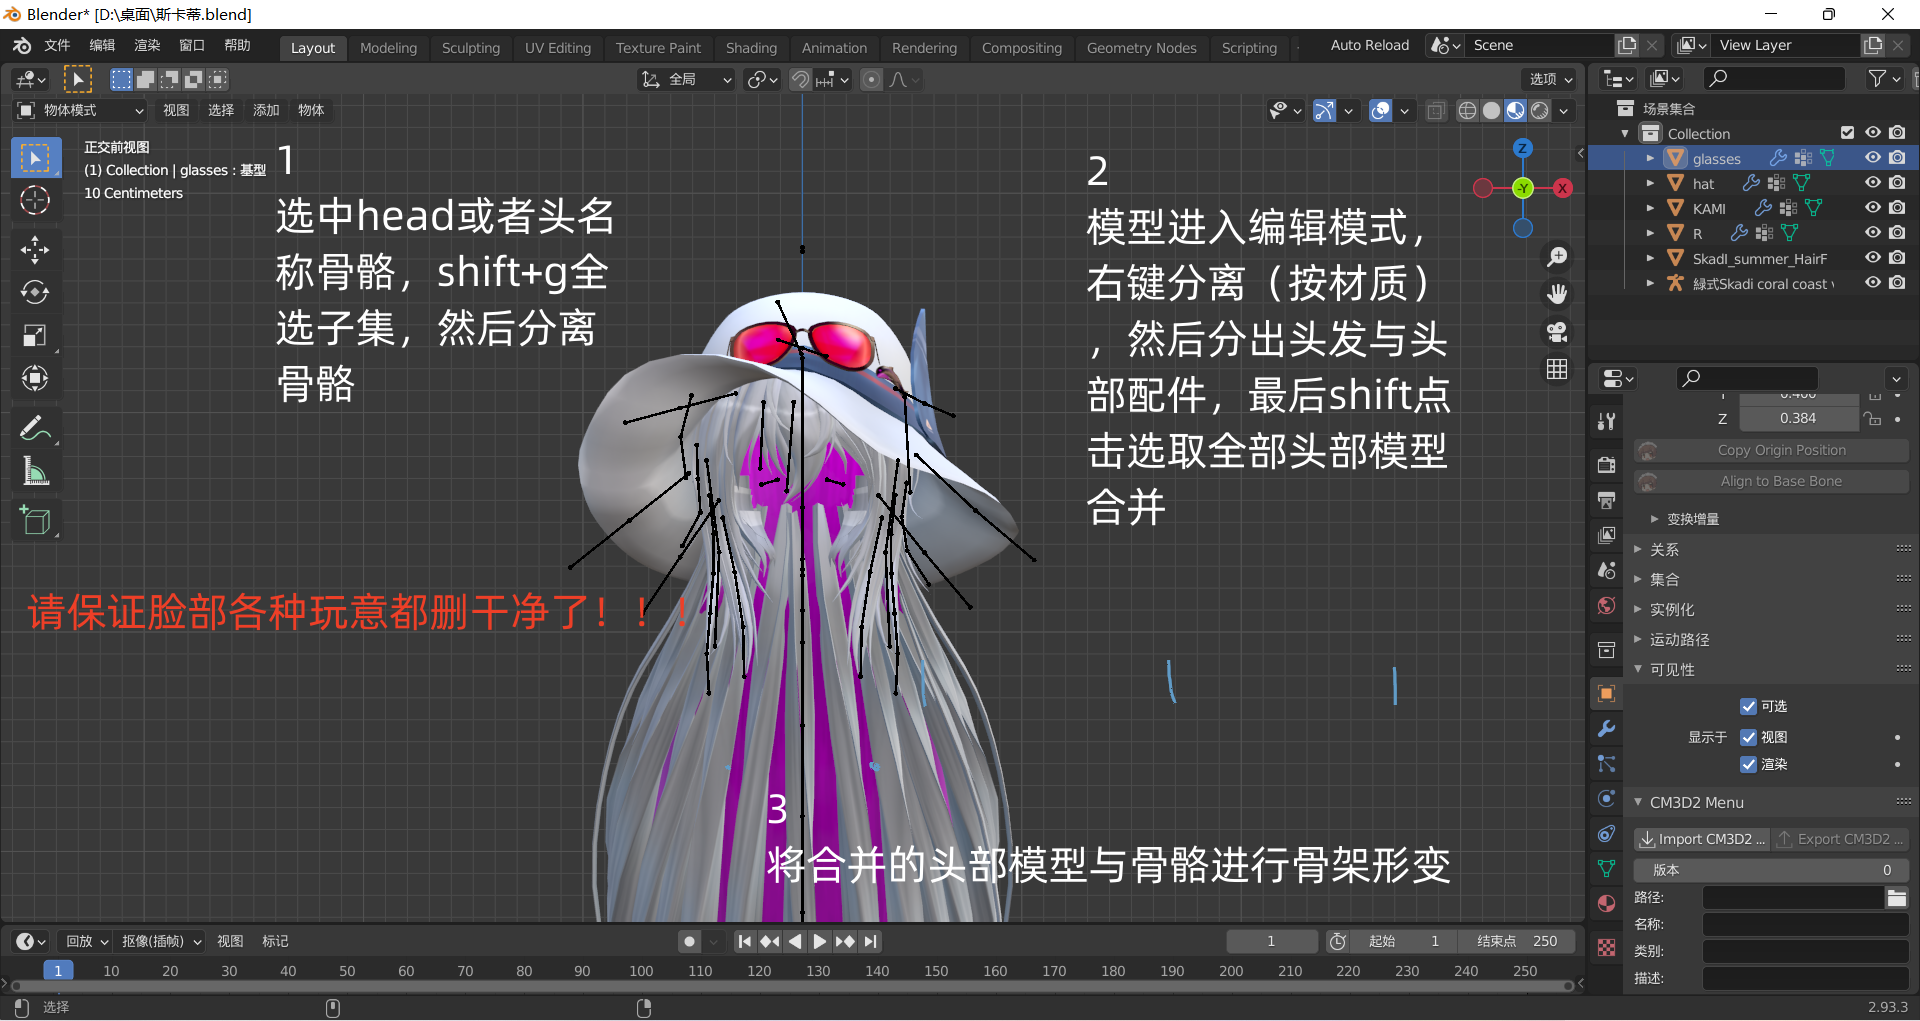 Blender* [D:\桌面\斯卡蒂.blend]
文件 编辑 渲染 窗口 帮助 Layout Modeling Sculpting UV Editing Texture Paint Shading Animation Rendering Compositing Geometry Nodes Scripting Auto Reload Scene View Layer
全局 选项
物体模式 视图 选择 添加 物体
正交前视图
(1) Collection | glasses : 基型
10 Centimeters
1
选中head或者头名
称骨骼，shift+g全
选子集，然后分离
骨骼
2
模型进入编辑模式，
右键分离（按材质）
，然后分出头发与头
部配件，最后shift点
击选取全部头部模型
合并
请保证脸部各种玩意都删干净了！！！
3
将合并的头部模型与骨骼进行骨架形变
Z
-Y
X
场景集合
Collection
glasses
hat
KAMI
R
Skadl_summer_HairF
緑式Skadi coral coast
Z 0.384
Copy Origin Position
Align to Base Bone
变换增量
关系
集合
实例化
运动路径
可见性
可选
显示于 视图
渲染
CM3D2 Menu
Import CM3D2 ... Export CM3D2 ...
版本 0
路径:
名称:
类别:
描述:
回放 抠像(插帧) 视图 标记 1 起始 1 结束点 250
1 10 20 30 40 50 60 70 80 90 100 110 120 130 140 150 160 170 180 190 200 210 220 230 240 250
选择 2.93.3